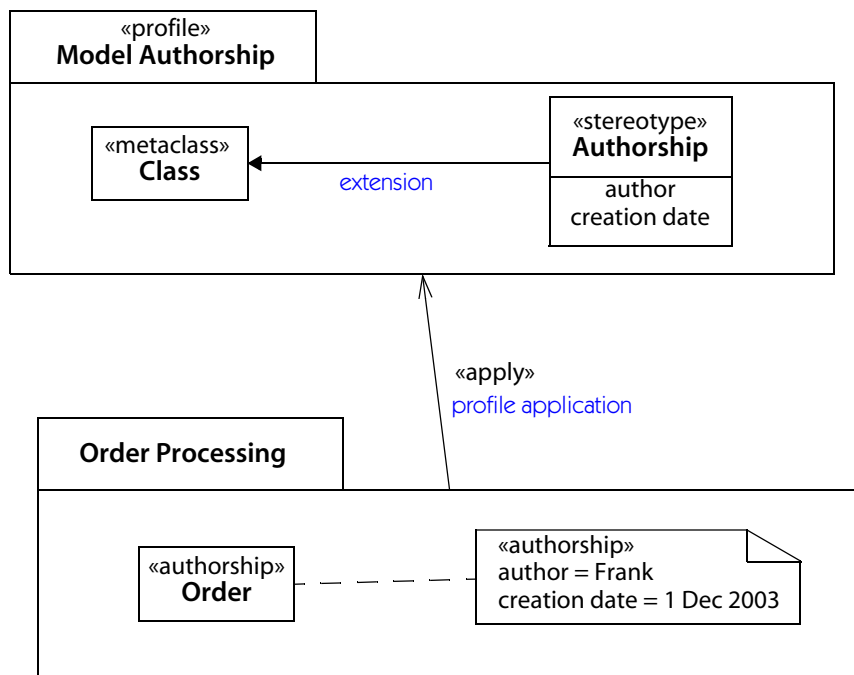 «profile»
Model Authorship
«metaclass»
Class
extension
«stereotype»
Authorship
author
creation date
«apply»
profile application
Order Processing
«authorship»
Order
«authorship»
author = Frank
creation date = 1 Dec 2003